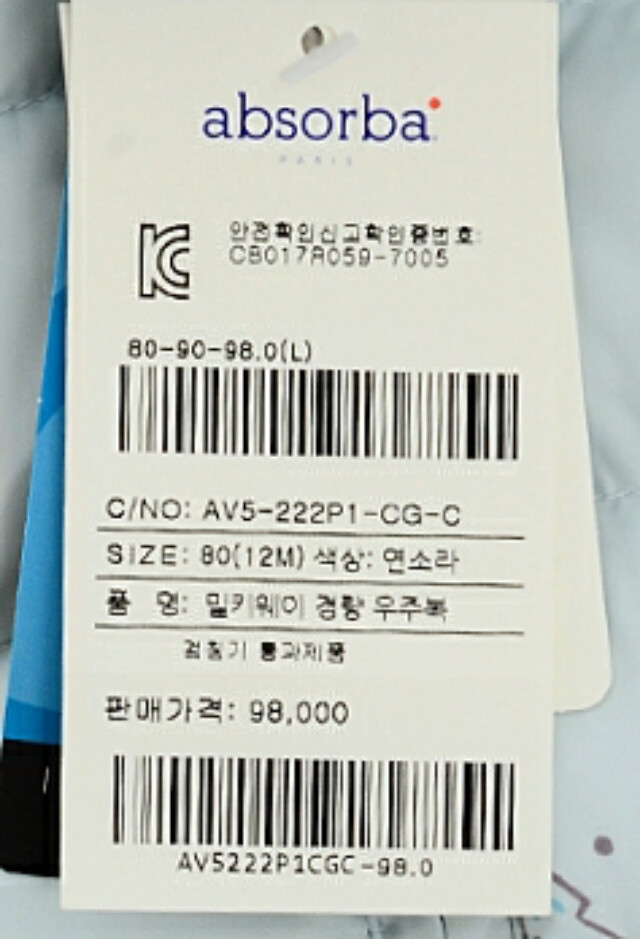 absorba
PARIS
KC
안전확인신고확인증번호:
CB017R059-7005
80-90-98.0(L)
C/NO: AV5-222P1-CG-C
SIZE: 80(12M) 색상: 연소라
품 명: 밀키웨이 경량 우주복
검침기 통과제품
판매가격: 98,000
AV5222P1CGC-98.0